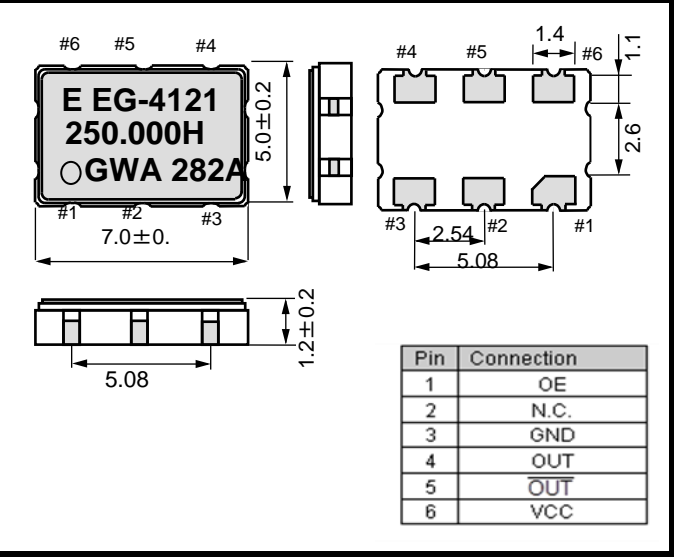 #6 #5 #4
E EG-4121
250.000H
○GWA 282A
#1 #2 #3
7.0±0.
5.0±0.2
1.4
1.1
#4 #5 #6
2.6
#3 #2 #1
2.54
5.08
1.2±0.2
5.08
Pin Connection
1 OE
2 N.C.
3 GND
4 OUT
5 O̅U̅T̅
6 VCC